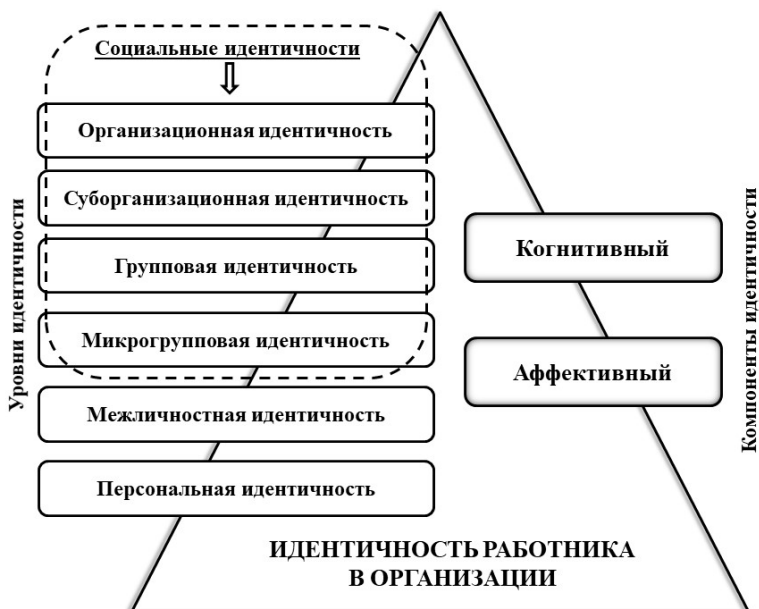 Социальные идентичности
Организационная идентичность
Суборганизационная идентичность
Групповая идентичность
Микрогрупповая идентичность
Межличностная идентичность
Персональная идентичность
Уровни идентичности
Когнитивный
Аффективный
Компоненты идентичности
ИДЕНТИЧНОСТЬ РАБОТНИКА
В ОРГАНИЗАЦИИ